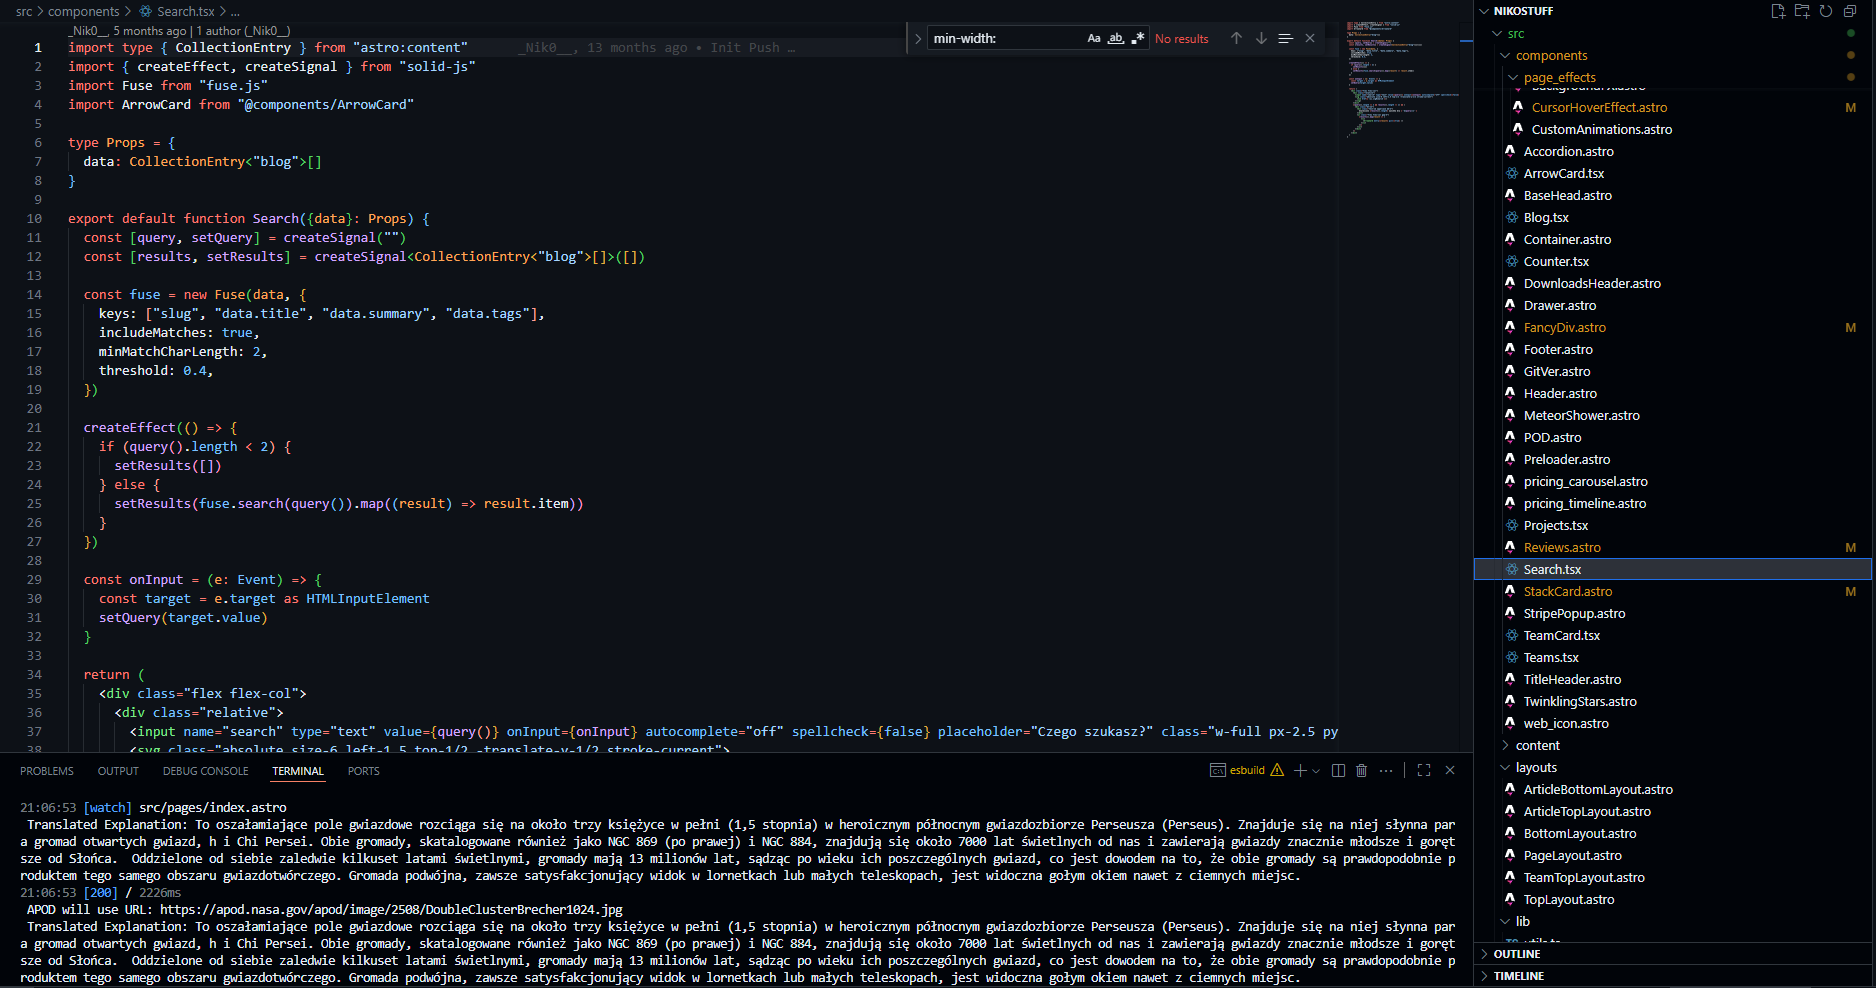 src > components > Search.tsx > ...
_Nik0__, 5 months ago | 1 author (_Nik0__)
1 import type { CollectionEntry } from "astro:content" _Nik0__, 13 months ago • Init Push …
2 import { createEffect, createSignal } from "solid-js"
3 import Fuse from "fuse.js"
4 import ArrowCard from "@components/ArrowCard"
5
6 type Props = {
7 data: CollectionEntry<"blog">[]
8 }
9
10 export default function Search({data}: Props) {
11 const [query, setQuery] = createSignal("")
12 const [results, setResults] = createSignal<CollectionEntry<"blog">[]>([])
13
14 const fuse = new Fuse(data, {
15 keys: ["slug", "data.title", "data.summary", "data.tags"],
16 includeMatches: true,
17 minMatchCharLength: 2,
18 threshold: 0.4,
19 })
20
21 createEffect(() => {
22 if (query().length < 2) {
23 setResults([])
24 } else {
25 setResults(fuse.search(query()).map((result) => result.item))
26 }
27 })
28
29 const onInput = (e: Event) => {
30 const target = e.target as HTMLInputElement
31 setQuery(target.value)
32 }
33
34 return (
35 <div class="flex flex-col">
36 <div class="relative">
37 <input name="search" type="text" value={query()} onInput={onInput} autocomplete="off" spellcheck={false} placeholder="Czego szukasz?" class="w-full px-2.5 py
38 <svg class="absolute size-6 left-1.5 top-1/2 -translate-y-1/2 stroke-current">
min-width: Aa ab .* No results
PROBLEMS OUTPUT DEBUG CONSOLE TERMINAL PORTS
esbuild
21:06:53 [watch] src/pages/index.astro
Translated Explanation: To oszałamiające pole gwiazdowe rozciąga się na około trzy księżyce w pełni (1,5 stopnia) w heroicznym północnym gwiazdozbiorze Perseusza (Perseus). Znajduje się na niej słynna par
a gromad otwartych gwiazd, h i Chi Persei. Obie gromady, skatalogowane również jako NGC 869 (po prawej) i NGC 884, znajdują się około 7000 lat świetlnych od nas i zawierają gwiazdy znacznie młodsze i goręt
sze od Słońca. Oddzielone od siebie zaledwie kilkuset latami świetlnymi, gromady mają 13 milionów lat, sądząc po wieku ich poszczególnych gwiazd, co jest dowodem na to, że obie gromady są prawdopodobnie p
roduktem tego samego obszaru gwiazdotwórczego. Gromada podwójna, zawsze satysfakcjonujący widok w lornetkach lub małych teleskopach, jest widoczna gołym okiem nawet z ciemnych miejsc.
21:06:53 [200] / 2226ms
APOD will use URL: https://apod.nasa.gov/apod/image/2508/DoubleClusterBrecher1024.jpg
Translated Explanation: To oszałamiające pole gwiazdowe rozciąga się na około trzy księżyce w pełni (1,5 stopnia) w heroicznym północnym gwiazdozbiorze Perseusza (Perseus). Znajduje się na niej słynna par
a gromad otwartych gwiazd, h i Chi Persei. Obie gromady, skatalogowane również jako NGC 869 (po prawej) i NGC 884, znajdują się około 7000 lat świetlnych od nas i zawierają gwiazdy znacznie młodsze i goręt
sze od Słońca. Oddzielone od siebie zaledwie kilkuset latami świetlnymi, gromady mają 13 milionów lat, sądząc po wieku ich poszczególnych gwiazd, co jest dowodem na to, że obie gromady są prawdopodobnie p
roduktem tego samego obszaru gwiazdotwórczego. Gromada podwójna, zawsze satysfakcjonujący widok w lornetkach lub małych teleskopach, jest widoczna gołym okiem nawet z ciemnych miejsc.
NIKOSTUFF
src
components
page_effects
CursorHoverEffect.astro M
CustomAnimations.astro
Accordion.astro
ArrowCard.tsx
BaseHead.astro
Blog.tsx
Container.astro
Counter.tsx
DownloadsHeader.astro
Drawer.astro
FancyDiv.astro M
Footer.astro
GitVer.astro
Header.astro
MeteorShower.astro
POD.astro
Preloader.astro
pricing_carousel.astro
pricing_timeline.astro
Projects.tsx
Reviews.astro M
Search.tsx
StackCard.astro M
StripePopup.astro
TeamCard.tsx
Teams.tsx
TitleHeader.astro
TwinklingStars.astro
web_icon.astro
content
layouts
ArticleBottomLayout.astro
ArticleTopLayout.astro
BottomLayout.astro
PageLayout.astro
TeamTopLayout.astro
TopLayout.astro
lib
OUTLINE
TIMELINE